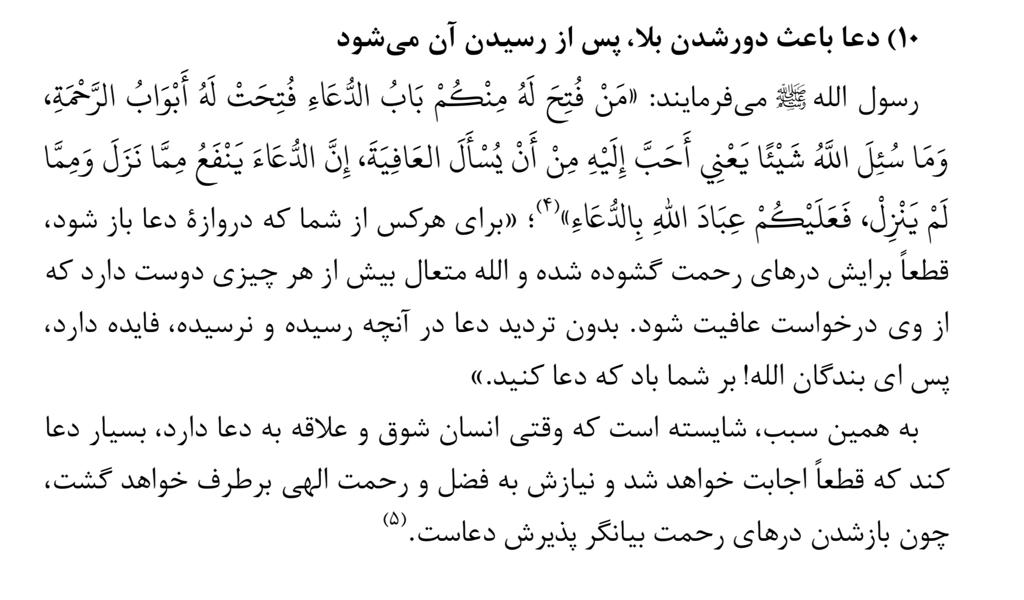 ۱۰) دعا باعث دورشدن بلا، پس از رسیدن آن می‌شود
رسول الله ﷺ می‌فرمایند: «مَنْ فُتِحَ لَهُ مِنْكُمْ بَابُ الدُّعَاءِ فُتِحَتْ لَهُ أَبْوَابُ الرَّحْمَةِ،
وَمَا سُئِلَ اللَّهُ شَيْئًا يَعْنِي أَحَبَّ إِلَيْهِ مِنْ أَنْ يُسْأَلَ العَافِيَةَ، إِنَّ الدُّعَاءَ يَنْفَعُ مِمَّا نَزَلَ وَمِمَّا
لَمْ يَنْزِلْ، فَعَلَيْكُمْ عِبَادَ اللهِ بِالدُّعَاءِ»(۴)؛ «برای هرکس از شما که دروازۀ دعا باز شود،
قطعاً برایش درهای رحمت گشوده شده و الله متعال بیش از هر چیزی دوست دارد که
از وی درخواست عافیت شود. بدون تردید دعا در آنچه رسیده و نرسیده، فایده دارد،
پس ای بندگان الله! بر شما باد که دعا کنید.»
به همین سبب، شایسته است که وقتی انسان شوق و علاقه به دعا دارد، بسیار دعا
کند که قطعاً اجابت خواهد شد و نیازش به فضل و رحمت الهی برطرف خواهد گشت،
چون بازشدن درهای رحمت بیانگر پذیرش دعاست.(۵)